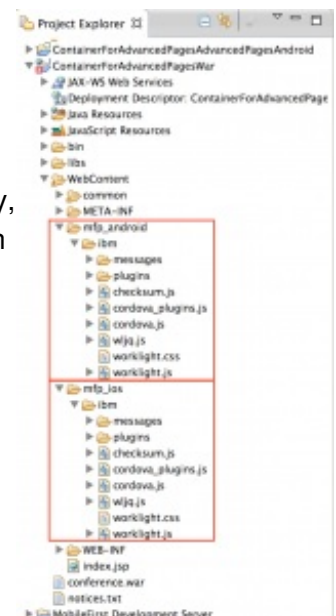 Project Explorer
ContainerForAdvancedPagesAdvancedPagesAndroid
ContainerForAdvancedPagesWar
JAX-WS Web Services
Deployment Descriptor: ContainerForAdvancedPage
Java Resources
JavaScript Resources
bin
libs
y,
WebContent
common
META-INF
n
mfp_android
ibm
messages
plugins
checksum.js
cordova_plugins.js
cordova.js
wljq.js
worklight.css
worklight.js
mfp_ios
ibm
messages
plugins
checksum.js
cordova_plugins.js
cordova.js
wljq.js
worklight.css
worklight.js
WEB-INF
index.jsp
conference.war
notices.txt
MobileFirst Development Server